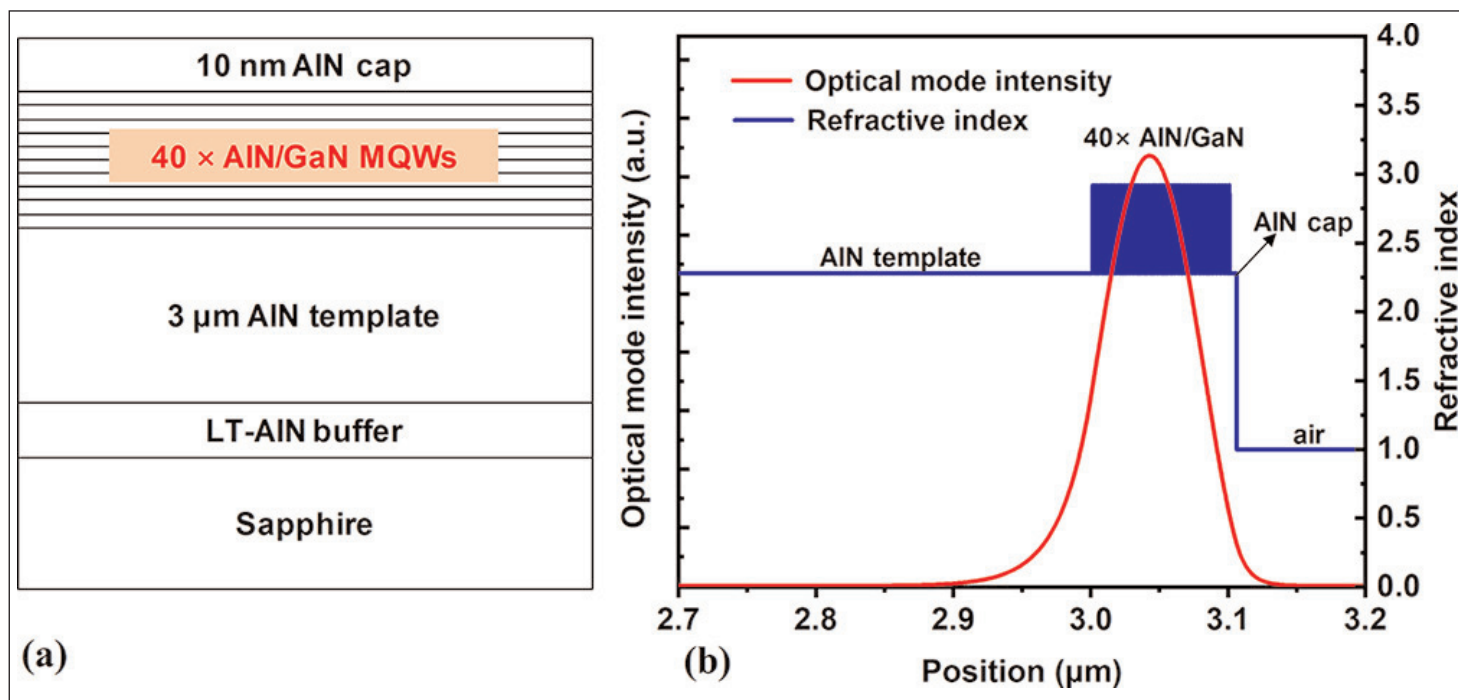 10 nm AlN cap
40 × AlN/GaN MQWs
3 µm AlN template
LT-AlN buffer
Sapphire
(a)
Optical mode intensity
Refractive index
40× AlN/GaN
AlN template
AlN cap
air
Optical mode intensity (a.u.)
4.0
3.5
3.0
2.5
2.0
1.5
1.0
0.5
0.0
Refractive index
2.7 2.8 2.9 3.0 3.1 3.2
Position (µm)
(b)